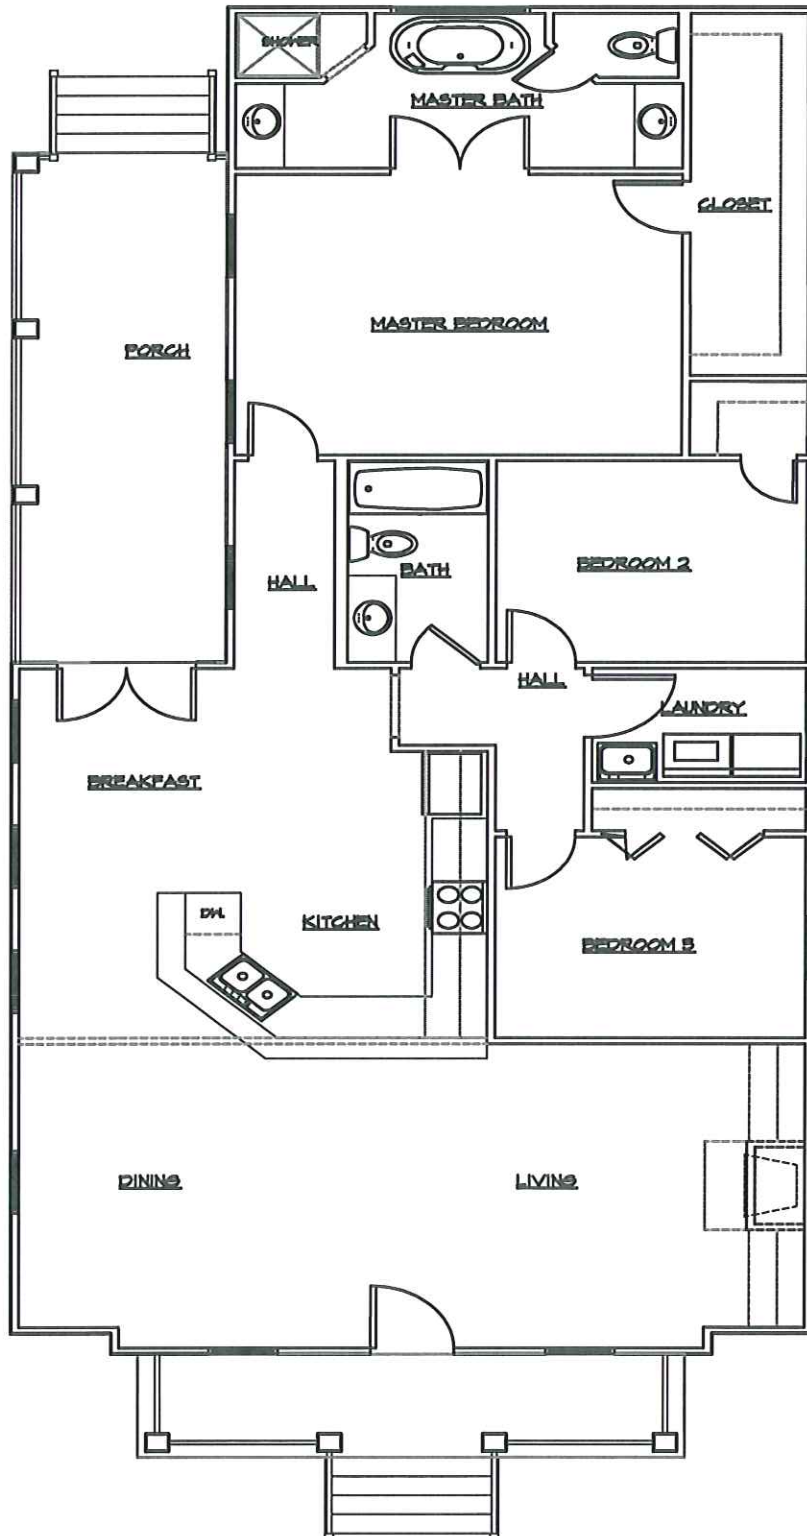 SHOWER
MASTER BATH
CLOSET
MASTER BEDROOM
PORCH
BATH
BEDROOM 2
HALL
HALL
LAUNDRY
BREAKFAST
DW.
KITCHEN
BEDROOM 3
DINING
LIVING